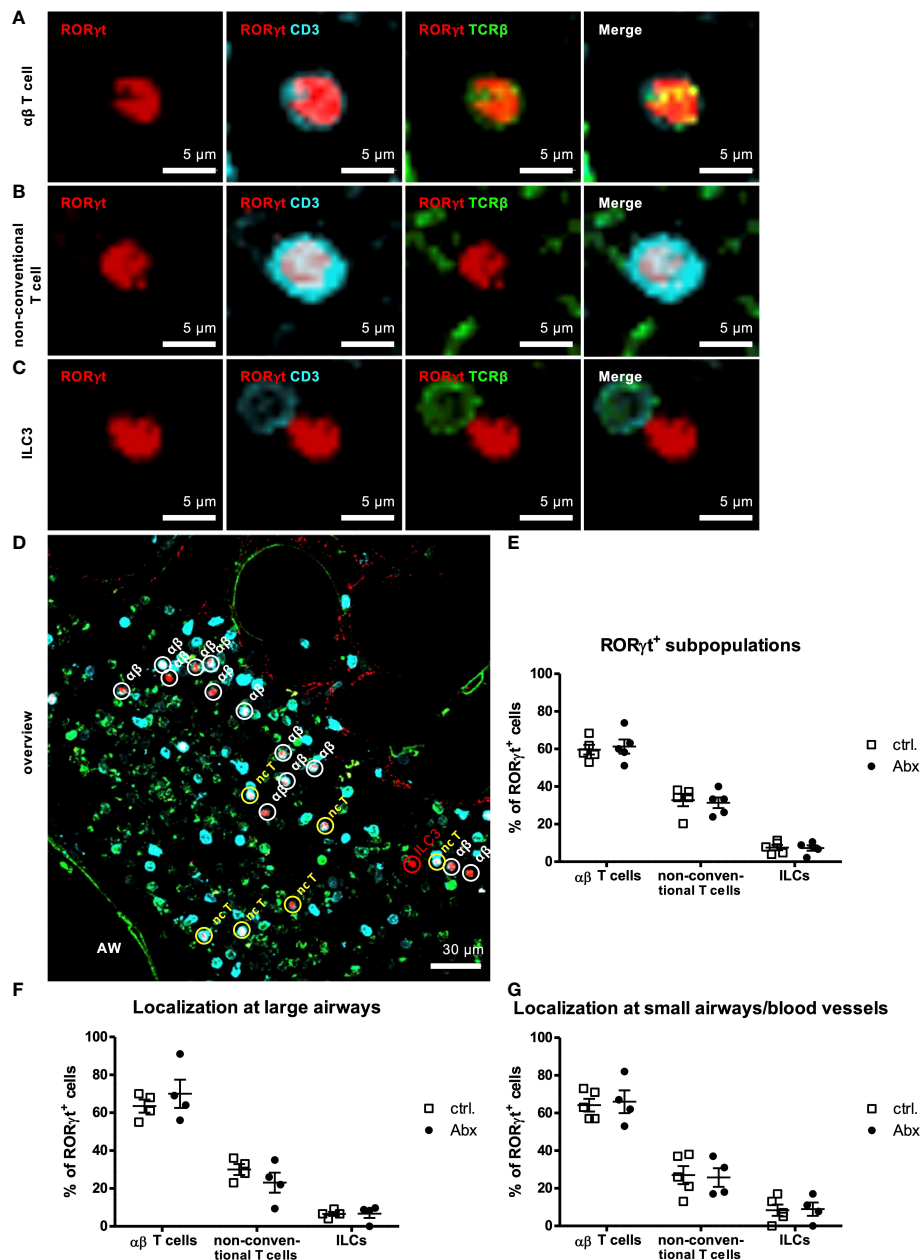 A
RORγt
RORγt CD3
RORγt TCRβ
Merge
αβ T cell
5 µm
5 µm
5 µm
5 µm
B
RORγt
RORγt CD3
RORγt TCRβ
Merge
non-conventional
T cell
5 µm
5 µm
5 µm
5 µm
C
RORγt
RORγt CD3
RORγt TCRβ
Merge
ILC3
5 µm
5 µm
5 µm
5 µm
D
overview
αβ
αβ
αβ
αβ
αβ
αβ
αβ
αβ
αβ
αβ
αβ
nc T
nc T
ILC3
nc T
αβ
αβ
nc T
nc T
nc T
AW
30 µm
E
RORγt+ subpopulations
% of RORγt+ cells
100
80
60
40
20
0
αβ T cells
non-conven-
tional T cells
ILCs
ctrl.
Abx
F
Localization at large airways
% of RORγt+ cells
100
80
60
40
20
0
αβ T cells
non-conven-
tional T cells
ILCs
ctrl.
Abx
G
Localization at small airways/blood vessels
% of RORγt+ cells
100
80
60
40
20
0
αβ T cells
non-conven-
tional T cells
ILCs
ctrl.
Abx